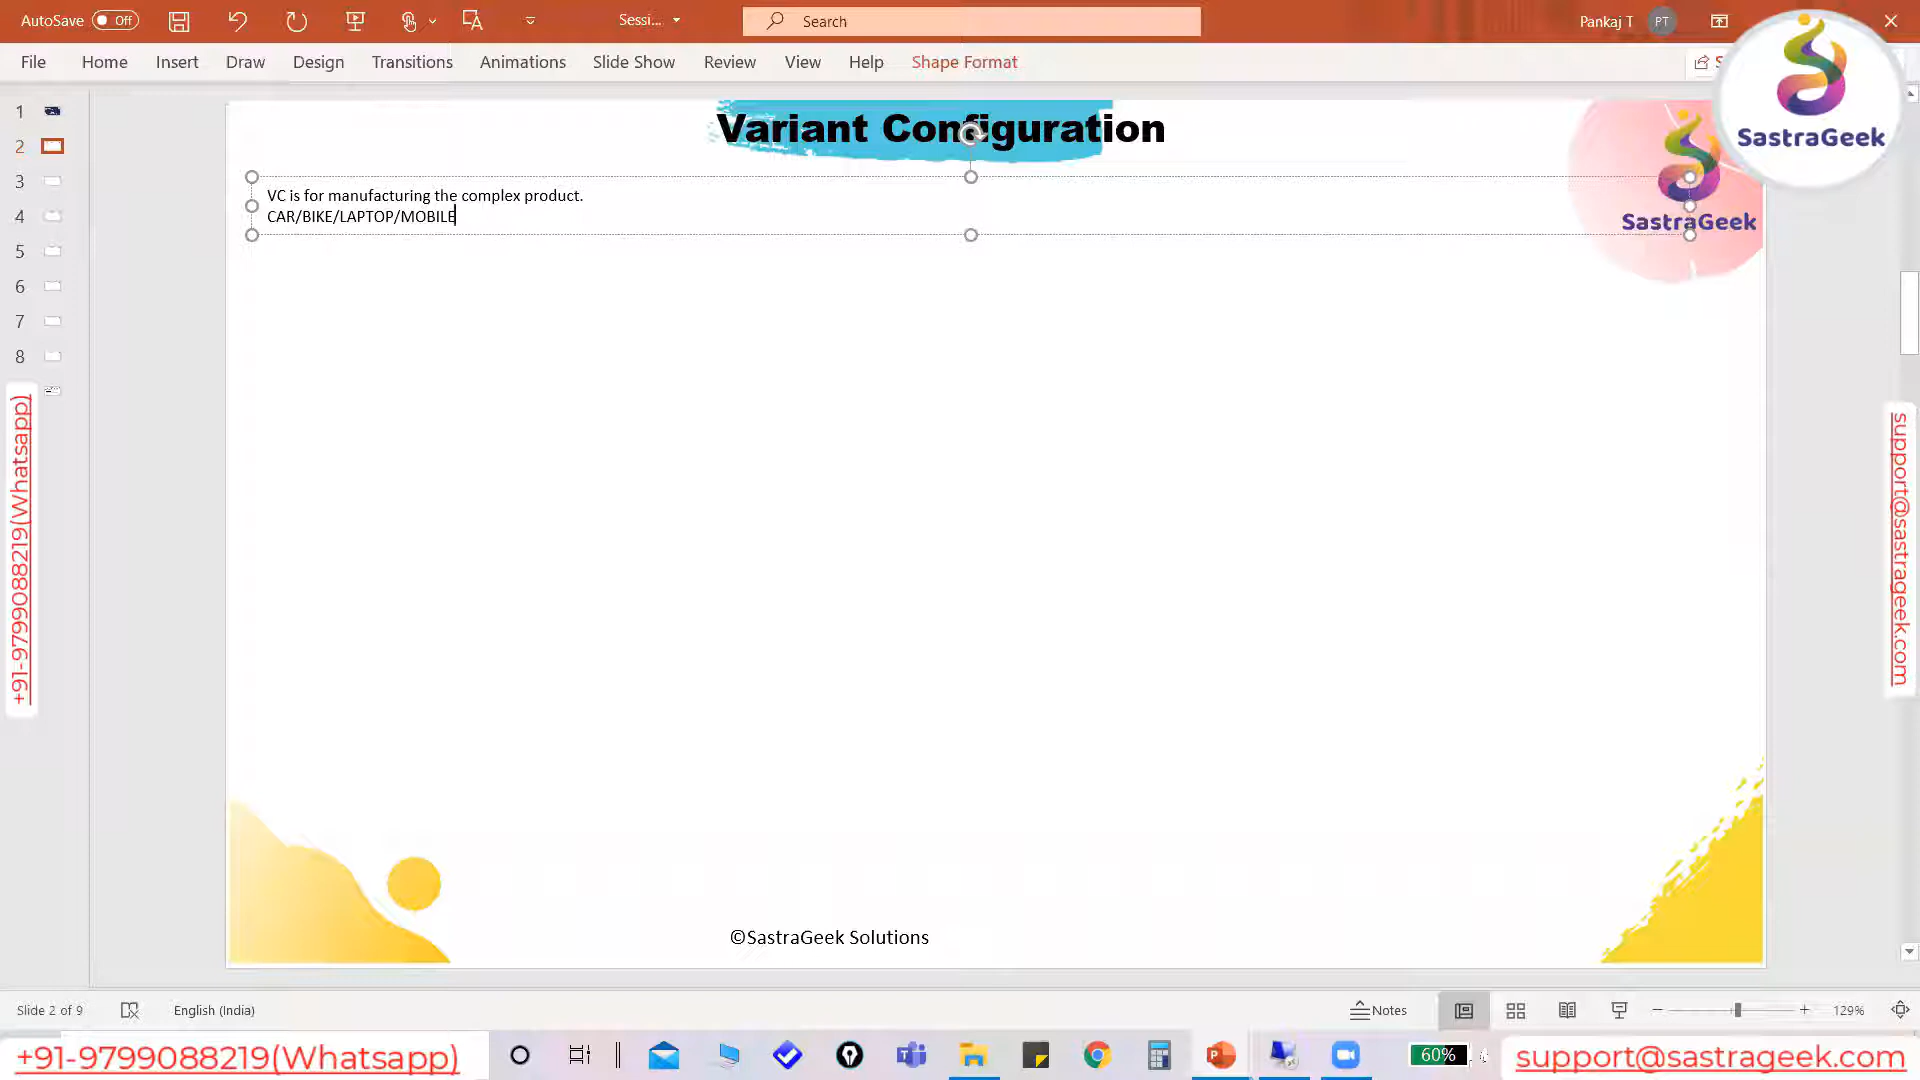 AutoSave Off
Sessi...
Search
Pankaj T
PT
File Home Insert Draw Design Transitions Animations Slide Show Review View Help Shape Format
S
SastraGeek
1
2
3
4
5
6
7
8
Variant Configuration
VC is for manufacturing the complex product.
CAR/BIKE/LAPTOP/MOBILE
SastraGeek
+91-9799088219(Whatsapp)
support@sastrageek.com
©SastraGeek Solutions
Slide 2 of 9
English (India)
Notes
129%
+91-9799088219(Whatsapp)
60%
support@sastrageek.com